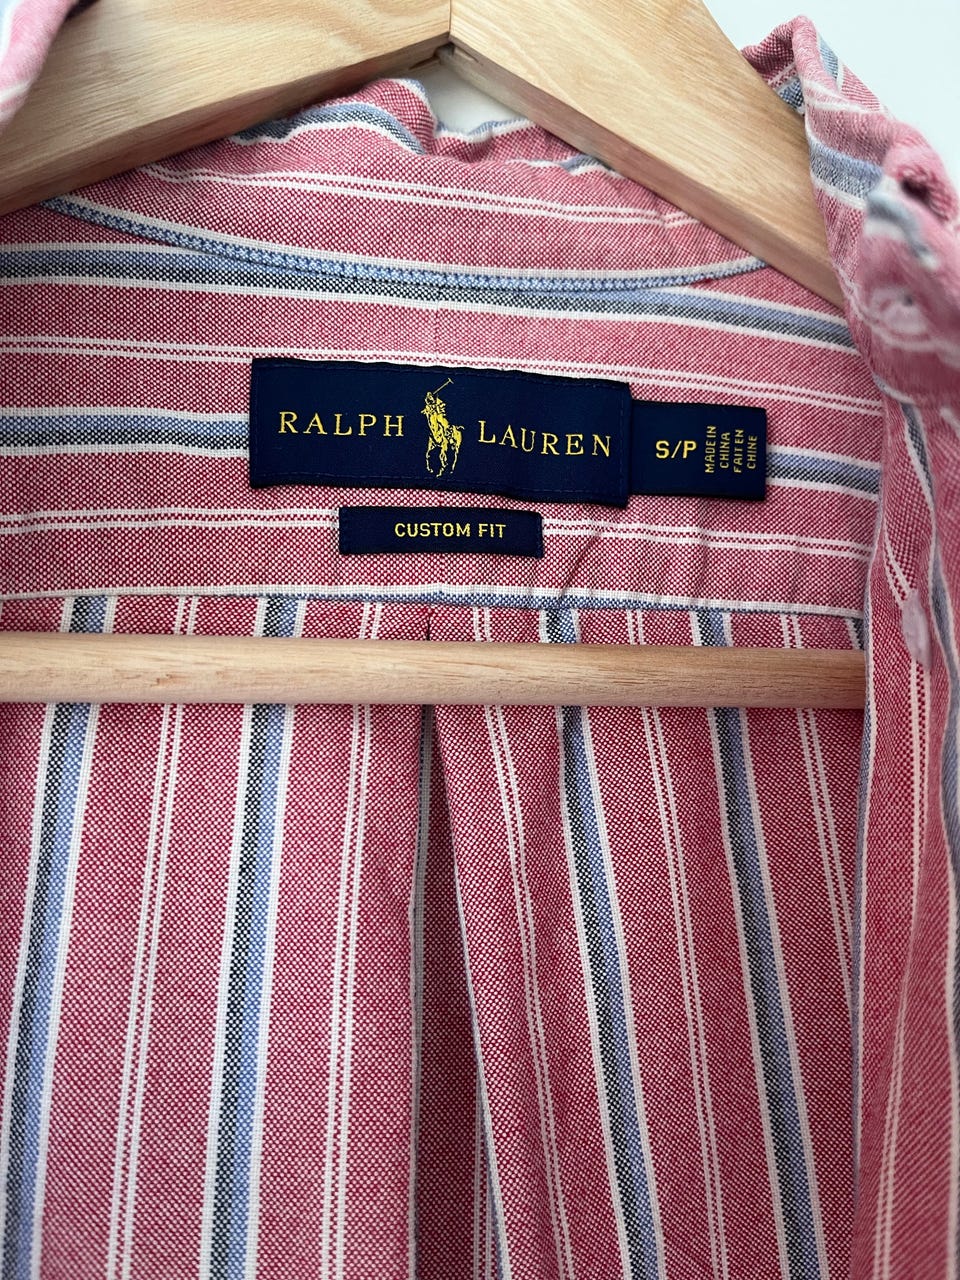 RALPH LAUREN
S/P
MADE IN
CHINA
FAIT EN
CHINE
CUSTOM FIT